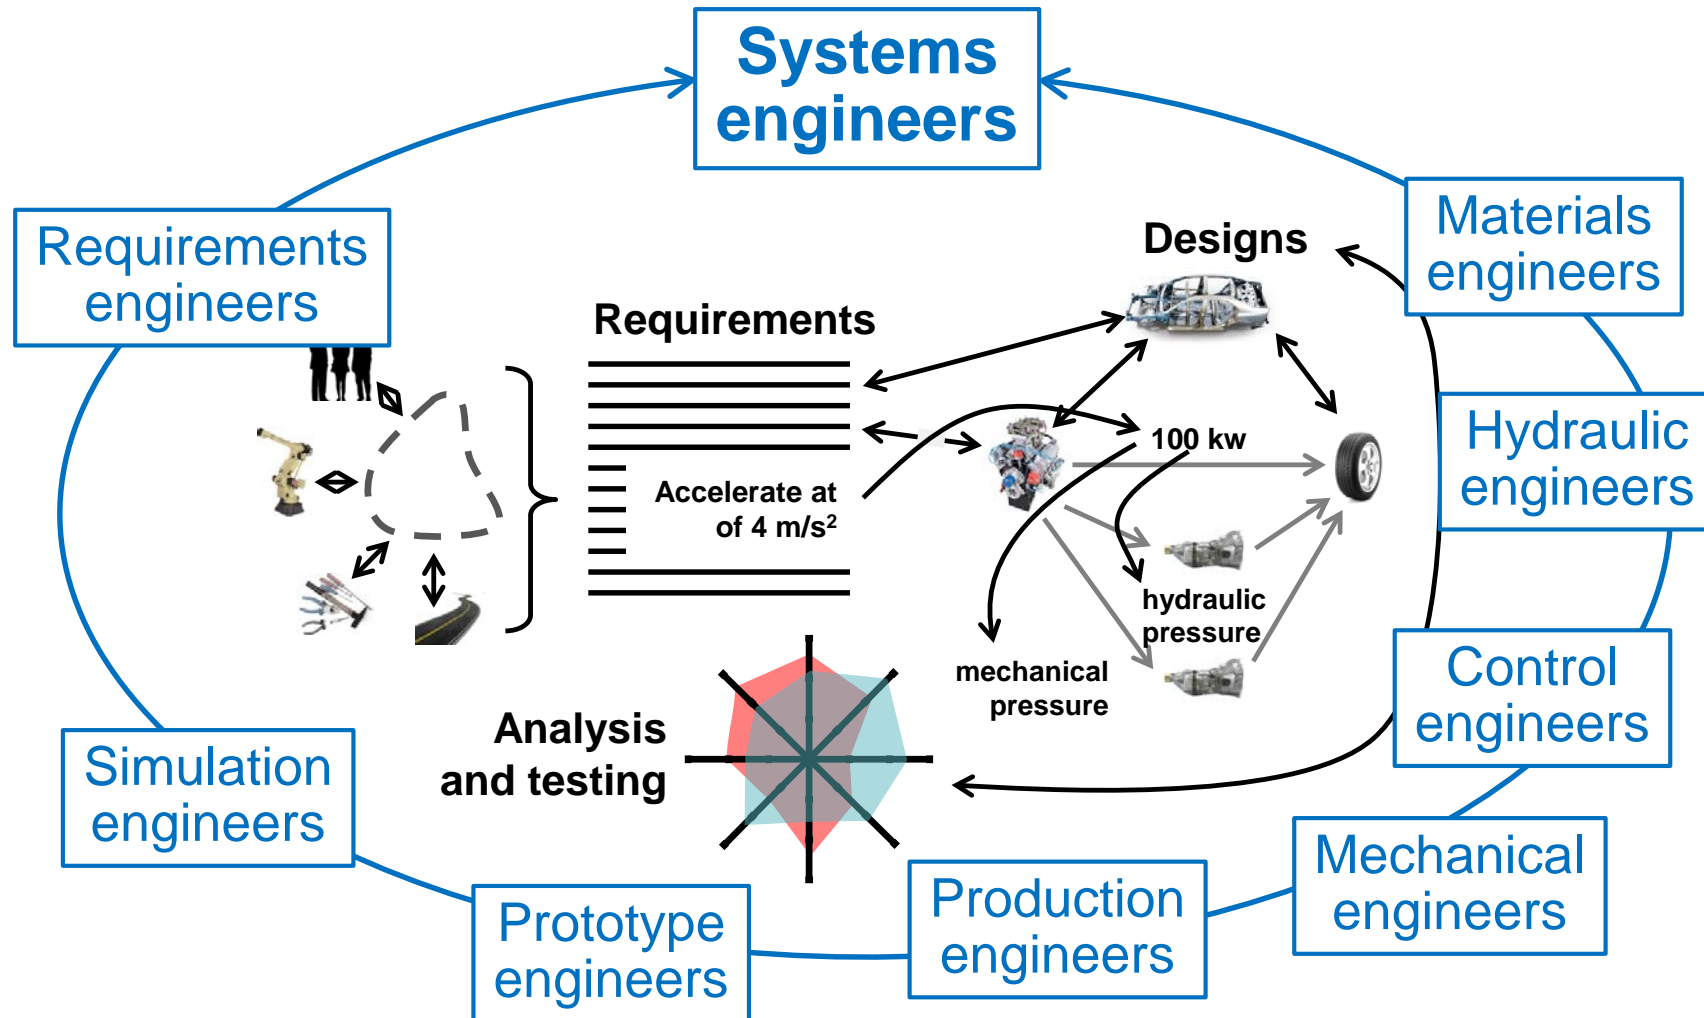 Systems
engineers
Requirements
engineers
Materials
engineers
Designs
Requirements
Hydraulic
engineers
100 kw
Accelerate at
of 4 m/s²
hydraulic
pressure
mechanical
pressure
Control
engineers
Analysis
and testing
Simulation
engineers
Mechanical
engineers
Production
engineers
Prototype
engineers